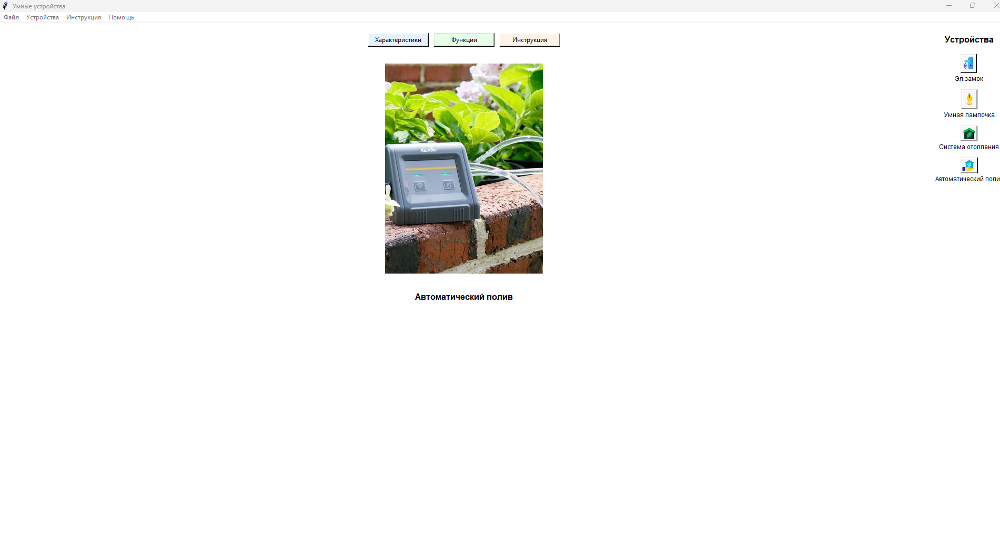 Умные устройства
Файл Устройства Инструкция Помощь
Характеристики Функции Инструкция
RainPoint
Автоматический полив
Устройства
Эл.замок
Умная лампочка
Система отопления
Автоматический поли